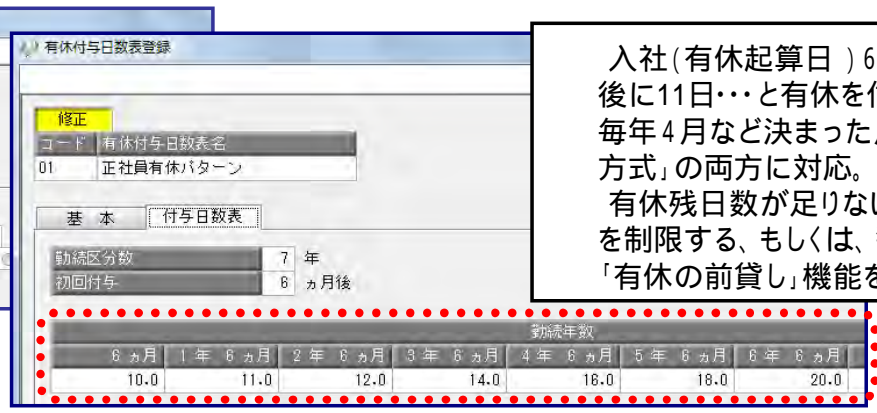 有休付与日数表登録
修正
コード 有休付与日数表名
01 正社員有休パターン
基 本 付与日数表
勤続区分数 7 年
初回付与 6 ヵ月後
勤続年数
6 ヵ月 1 年 6 ヵ月 2 年 6 ヵ月 3 年 6 ヵ月 4 年 6 ヵ月 5 年 6 ヵ月 6 年 6 ヵ月
10.0 11.0 12.0 14.0 16.0 18.0 20.0
入社(有休起算日)6
後に11日・・・と有休を
毎年4月など決まった
方式」の両方に対応。
有休残日数が足りな
を制限する、もしくは、
「有休の前貸し」機能を